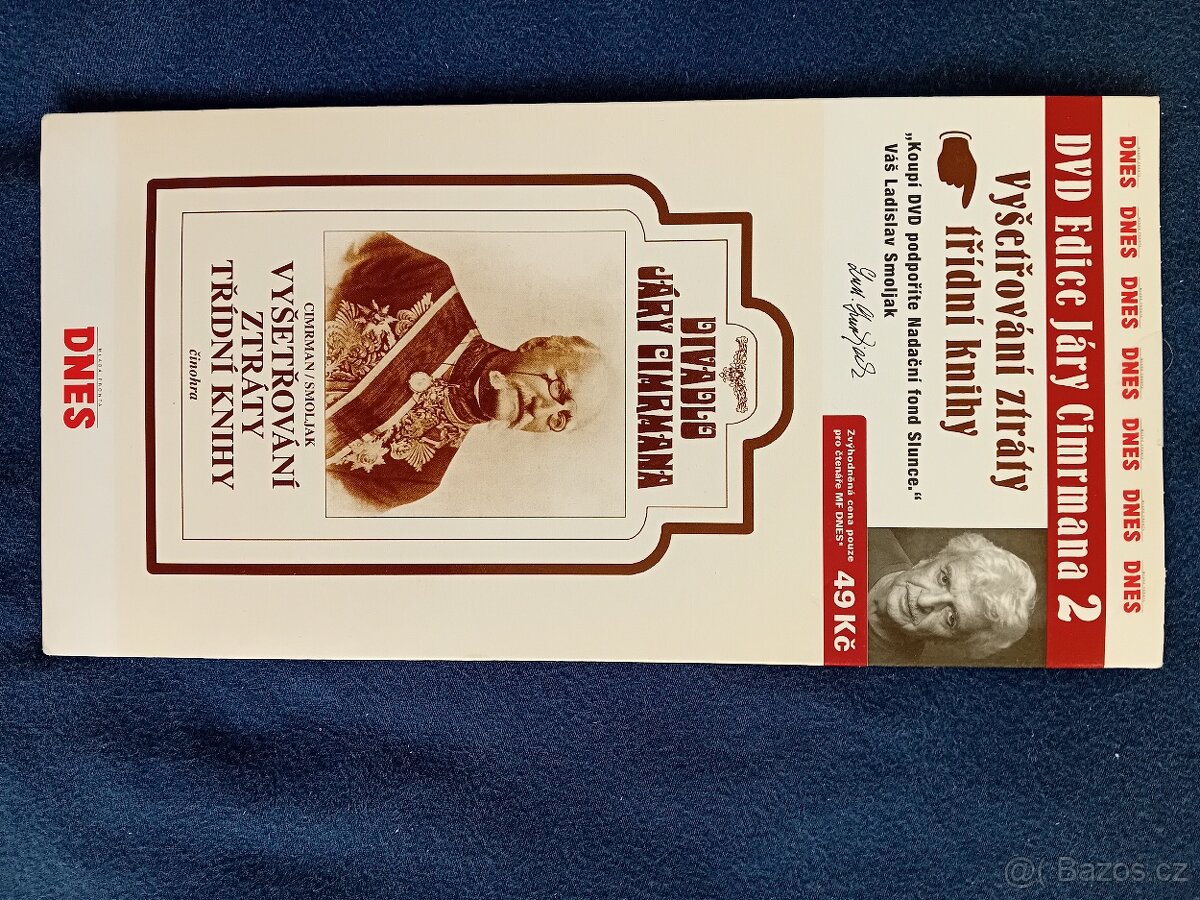 DNES DNES DNES DNES DNES DNES DNES
DVD Edice Járy Cimrmana 2
Vyšetřování ztráty
třídní knihy
„Koupí DVD podpoříte Nadační fond Slunce.“
Váš Ladislav Smoljak
Zvýhodněná cena pouze
pro čtenáře MF DNES*
49 Kč
DIVADLO
JÁRY CIMRMANA
CIMRMAN/SMOLJAK
VYŠETŘOVÁNÍ
ZTRÁTY
TŘÍDNÍ KNIHY
činohra
MLADÁ FRONTA
DNES
@( Bazos.cz